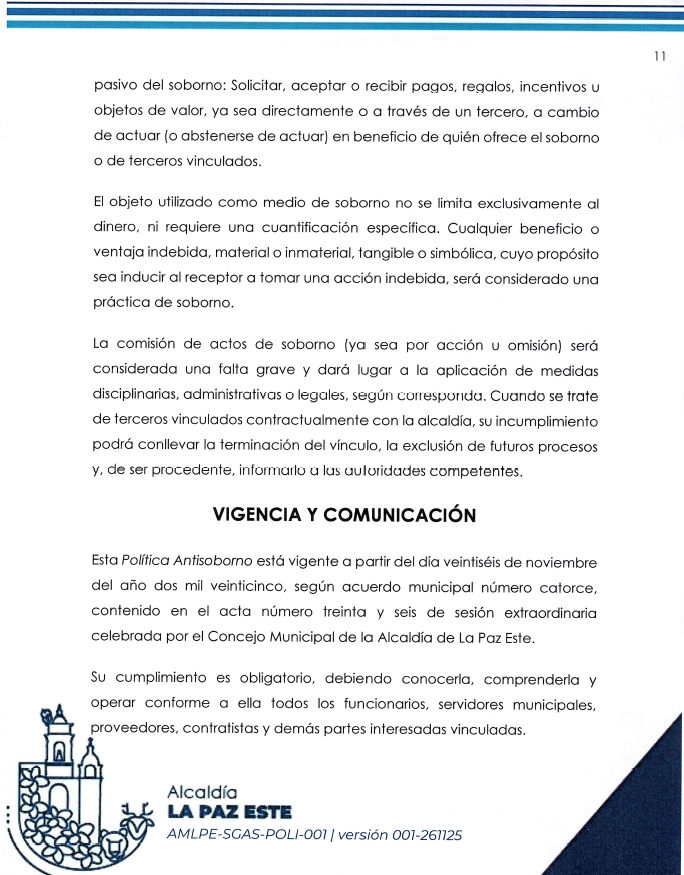 11
pasivo del soborno: Solicitar, aceptar o recibir pagos, regalos, incentivos u
objetos de valor, ya sea directamente o a través de un tercero, a cambio
de actuar (o abstenerse de actuar) en beneficio de quién ofrece el soborno
o de terceros vinculados.
El objeto utilizado como medio de soborno no se limita exclusivamente al
dinero, ni requiere una cuantificación específica. Cualquier beneficio o
ventaja indebida, material o inmaterial, tangible o simbólica, cuyo propósito
sea inducir al receptor a tomar una acción indebida, será considerado una
práctica de soborno.
La comisión de actos de soborno (ya sea por acción u omisión) será
considerada una falta grave y dará lugar a la aplicación de medidas
disciplinarias, administrativas o legales, según corresponda. Cuando se trate
de terceros vinculados contractualmente con la alcaldía, su incumplimiento
podrá conllevar la terminación del vínculo, la exclusión de futuros procesos
y, de ser procedente, informarlo a las autoridades competentes.
VIGENCIA Y COMUNICACIÓN
Esta Política Antisoborno está vigente a partir del día veintiséis de noviembre
del año dos mil veinticinco, según acuerdo municipal número catorce,
contenido en el acta número treinta y seis de sesión extraordinaria
celebrada por el Concejo Municipal de la Alcaldía de La Paz Este.
Su cumplimiento es obligatorio, debiendo conocerla, comprenderla y
operar conforme a ella todos los funcionarios, servidores municipales,
proveedores, contratistas y demás partes interesadas vinculadas.
Alcaldía
LA PAZ ESTE
AMLPE-SGAS-POLI-001 | versión 001-261125